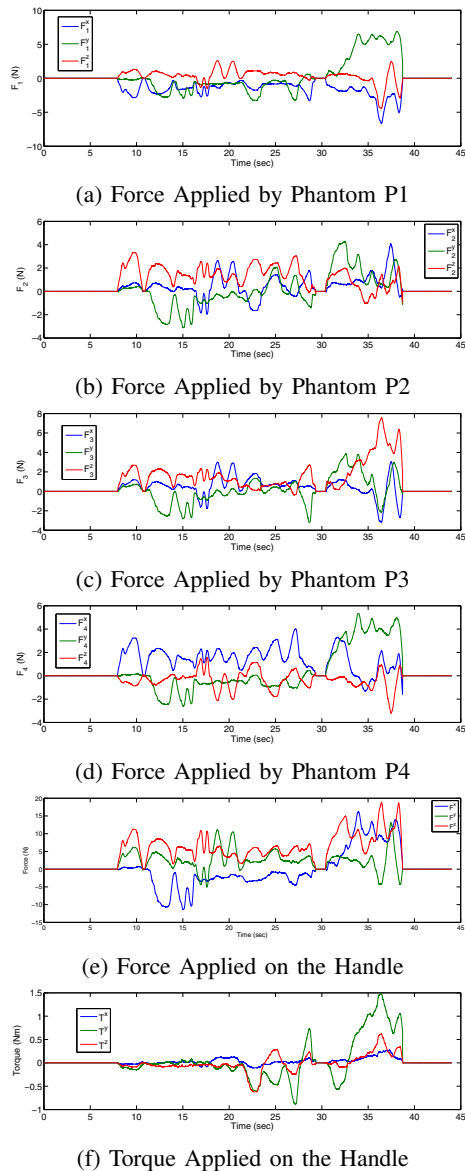 10
5
0
−5
−10
F₁ (N)
F₁ˣ
F₁ʸ
F₁ᶻ
0 5 10 15 20 25 30 35 40 45
Time (sec)
(a) Force Applied by Phantom P1
6
4
2
0
−2
−4
F₂ (N)
F₂ˣ
F₂ʸ
F₂ᶻ
0 5 10 15 20 25 30 35 40 45
Time (sec)
(b) Force Applied by Phantom P2
8
6
4
2
0
−2
−4
F₃ (N)
F₃ˣ
F₃ʸ
F₃ᶻ
0 5 10 15 20 25 30 35 40 45
Time (sec)
(c) Force Applied by Phantom P3
6
4
2
0
−2
−4
F₄ (N)
F₄ˣ
F₄ʸ
F₄ᶻ
0 5 10 15 20 25 30 35 40 45
Time (sec)
(d) Force Applied by Phantom P4
20
15
10
5
0
−5
−10
−15
Force (N)
Fˣ
Fʸ
Fᶻ
0 5 10 15 20 25 30 35 40 45
Time (sec)
(e) Force Applied on the Handle
1.5
1
0.5
0
−0.5
−1
Torque (Nm)
Tˣ
Tʸ
Tᶻ
0 5 10 15 20 25 30 35 40 45
Time (sec)
(f) Torque Applied on the Handle